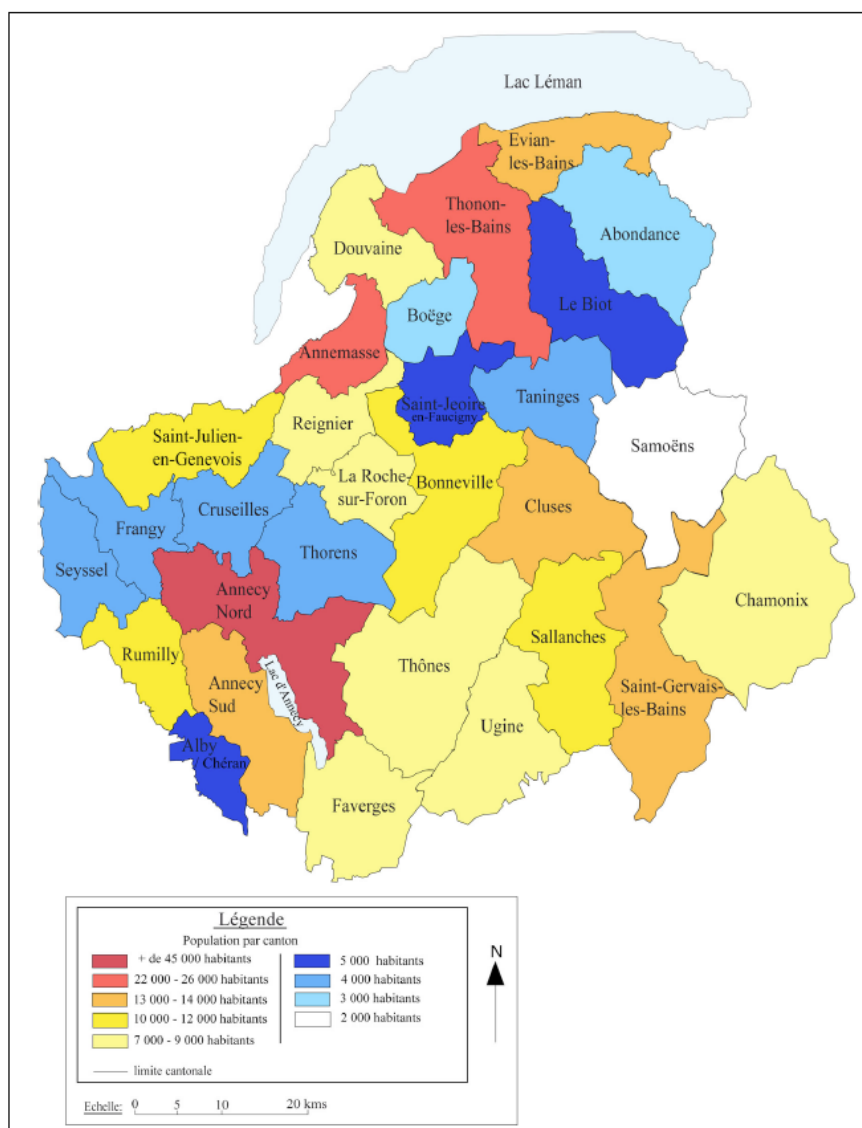 Lac Léman
Evian-
les-Bains
Thonon-
les-Bains
Abondance
Douvaine
Le Biot
Boëge
Annemasse
Saint-Jeoire
en-Faucigny
Taninges
Reignier
Saint-Julien-
en-Genevois
Samoëns
La Roche-
sur-Foron
Bonneville
Cluses
Cruseilles
Frangy
Thorens
Seyssel
Annecy
Nord
Chamonix
Sallanches
Rumilly
Thônes
Annecy
Sud
Lac d'Annecy
Saint-Gervais-
les-Bains
Ugine
Alby
/ Chéran
Faverges
Légende
Population par canton
+ de 45 000 habitants
22 000 - 26 000 habitants
13 000 - 14 000 habitants
10 000 - 12 000 habitants
7 000 - 9 000 habitants
5 000 habitants
4 000 habitants
3 000 habitants
2 000 habitants
limite cantonale
N
Echelle: 0 5 10 20 kms